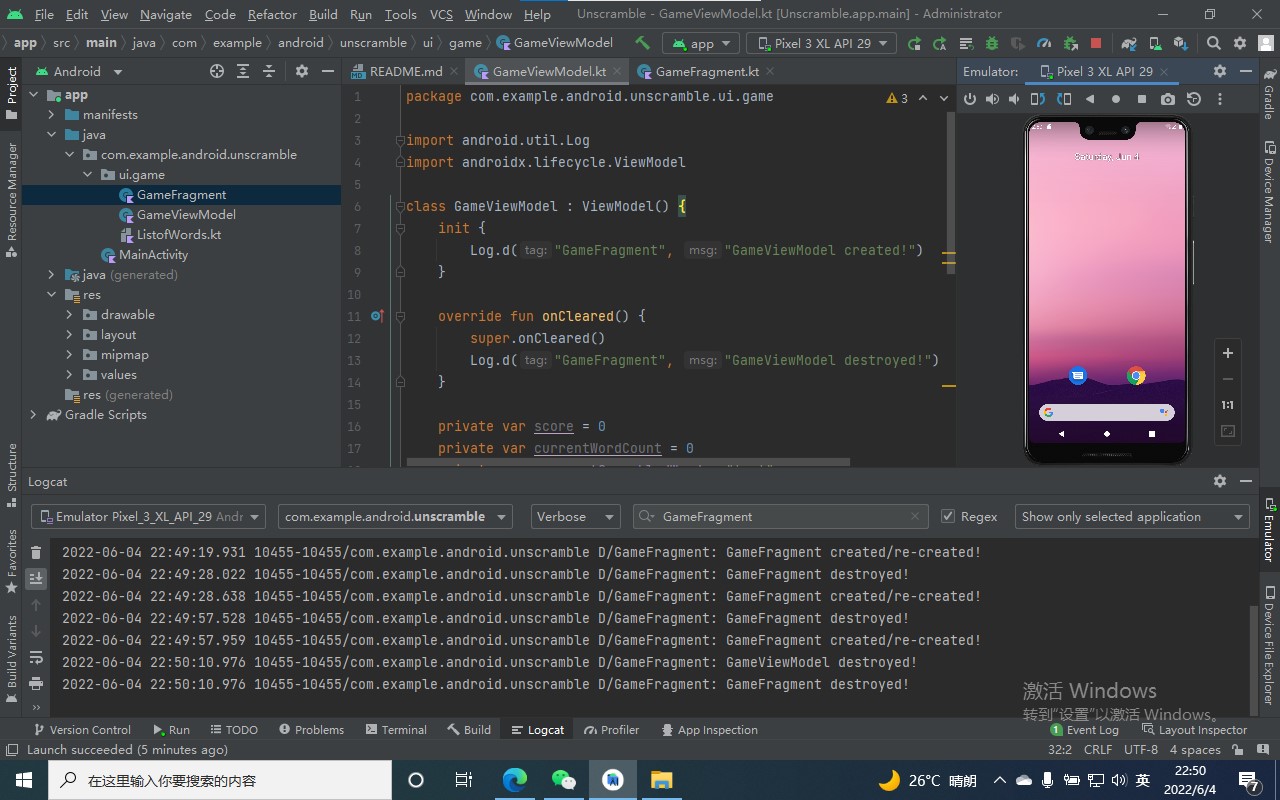 File Edit View Navigate Code Refactor Build Run Tools VCS Window Help Unscramble - GameViewModel.kt [Unscramble.app.main] - Administrator
app src main java com example android unscramble ui game GameViewModel app Pixel 3 XL API 29
Project
Resource Manager
Structure
Favorites
Build Variants
Android
app
manifests
java
com.example.android.unscramble
ui.game
GameFragment
GameViewModel
ListofWords.kt
MainActivity
java (generated)
res
drawable
layout
mipmap
values
res (generated)
Gradle Scripts
README.md GameViewModel.kt GameFragment.kt
3
1 package com.example.android.unscramble.ui.game
2
3 import android.util.Log
4 import androidx.lifecycle.ViewModel
5
6 class GameViewModel : ViewModel() {
7 init {
8 Log.d( tag: "GameFragment", msg: "GameViewModel created!")
9 }
10
11 override fun onCleared() {
12 super.onCleared()
13 Log.d( tag: "GameFragment", msg: "GameViewModel destroyed!")
14 }
15
16 private var score = 0
17 private var currentWordCount = 0
Emulator: Pixel 3 XL API 29
Saturday, Jun 4
1:1
Gradle
Device Manager
Emulator
Device File Explorer
Logcat
Emulator Pixel_3_XL_API_29 Andr com.example.android.unscramble Verbose GameFragment Regex Show only selected application
2022-06-04 22:49:19.931 10455-10455/com.example.android.unscramble D/GameFragment: GameFragment created/re-created!
2022-06-04 22:49:28.022 10455-10455/com.example.android.unscramble D/GameFragment: GameFragment destroyed!
2022-06-04 22:49:28.638 10455-10455/com.example.android.unscramble D/GameFragment: GameFragment created/re-created!
2022-06-04 22:49:57.528 10455-10455/com.example.android.unscramble D/GameFragment: GameFragment destroyed!
2022-06-04 22:49:57.959 10455-10455/com.example.android.unscramble D/GameFragment: GameFragment created/re-created!
2022-06-04 22:50:10.976 10455-10455/com.example.android.unscramble D/GameFragment: GameViewModel destroyed!
2022-06-04 22:50:10.976 10455-10455/com.example.android.unscramble D/GameFragment: GameFragment destroyed!
激活 Windows
转到“设置”以激活 Windows。
Version Control Run TODO Problems Terminal Build Logcat Profiler App Inspection 1 Event Log Layout Inspector
Launch succeeded (5 minutes ago) 32:2 CRLF UTF-8 4 spaces
在这里输入你要搜索的内容
26°C 晴朗 英
22:50
2022/6/4
7